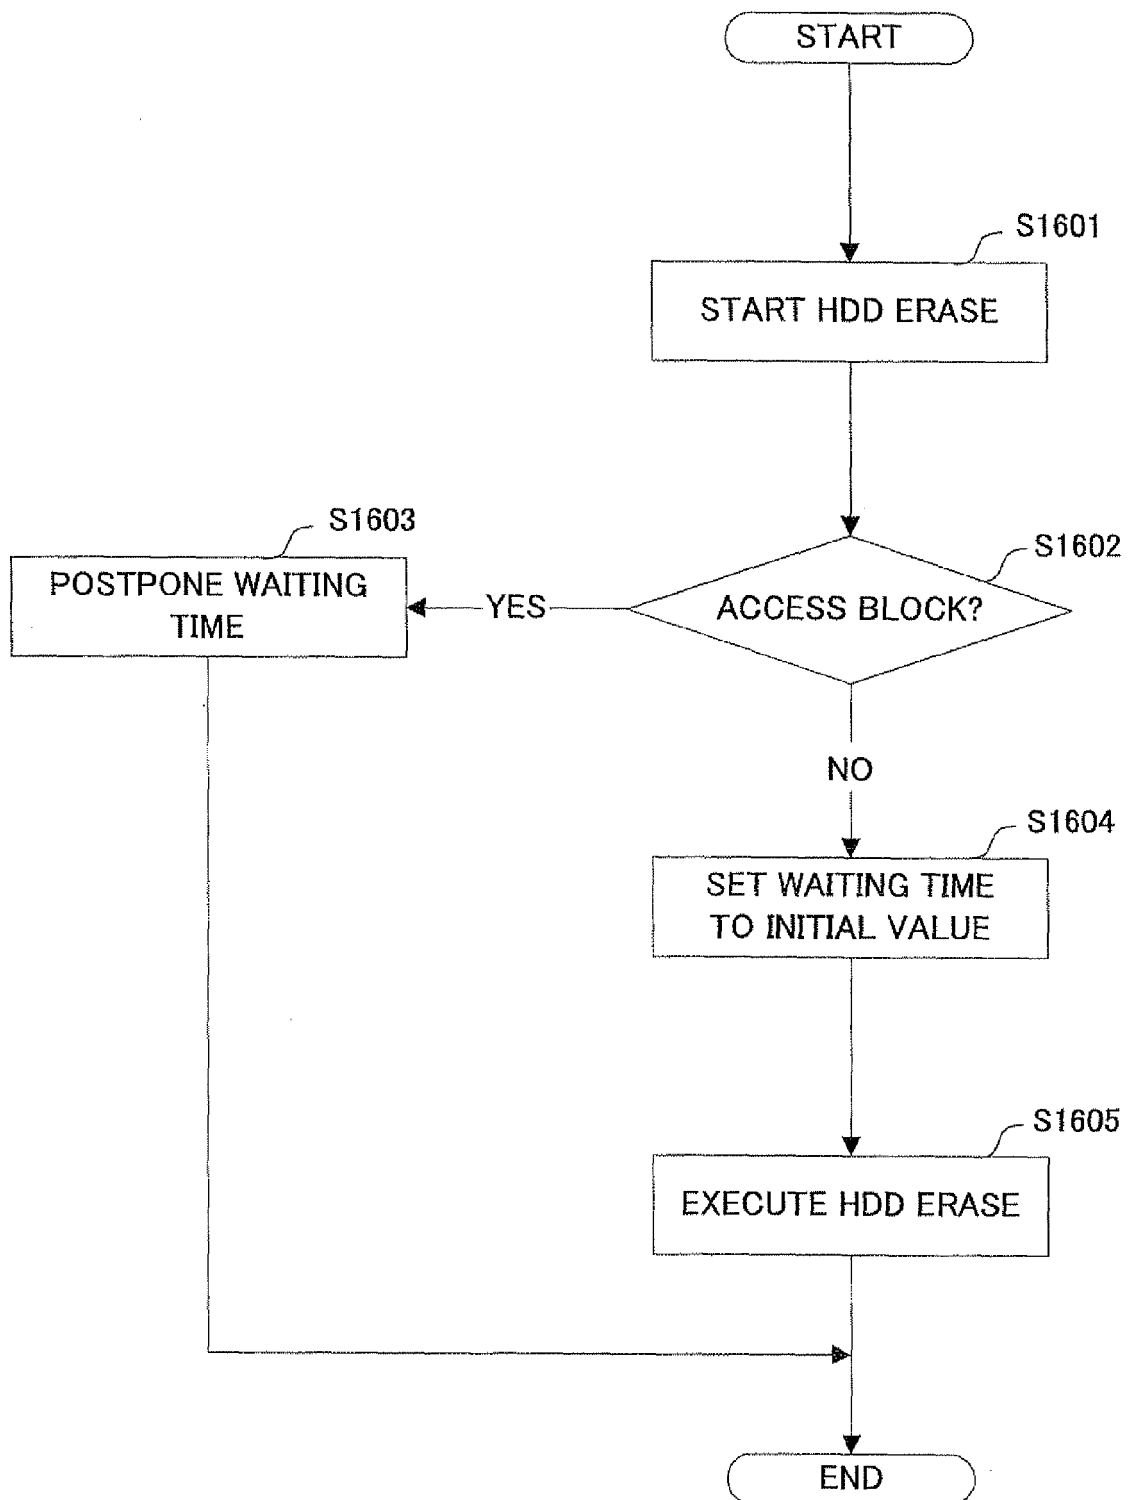 START
S1601
START HDD ERASE
S1603
S1602
POSTPONE WAITING
TIME
YES
ACCESS BLOCK?
NO
S1604
SET WAITING TIME
TO INITIAL VALUE
S1605
EXECUTE HDD ERASE
END